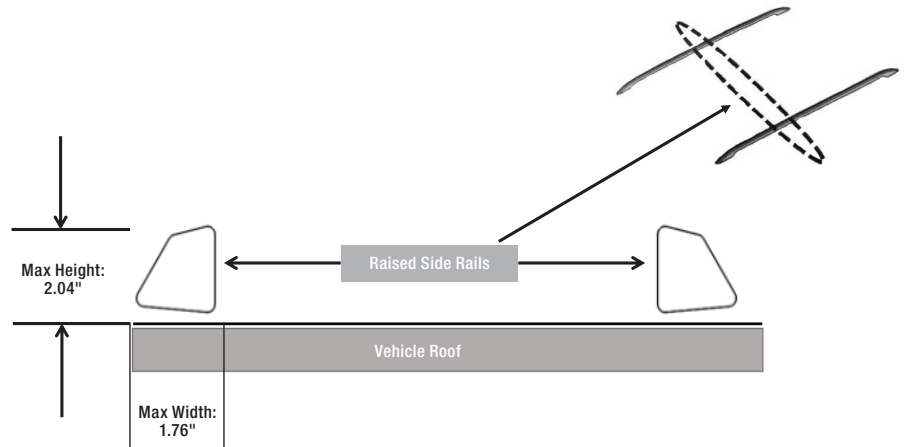 Raised Side Rails
Max Height:
2.04"
Vehicle Roof
Max Width:
1.76"